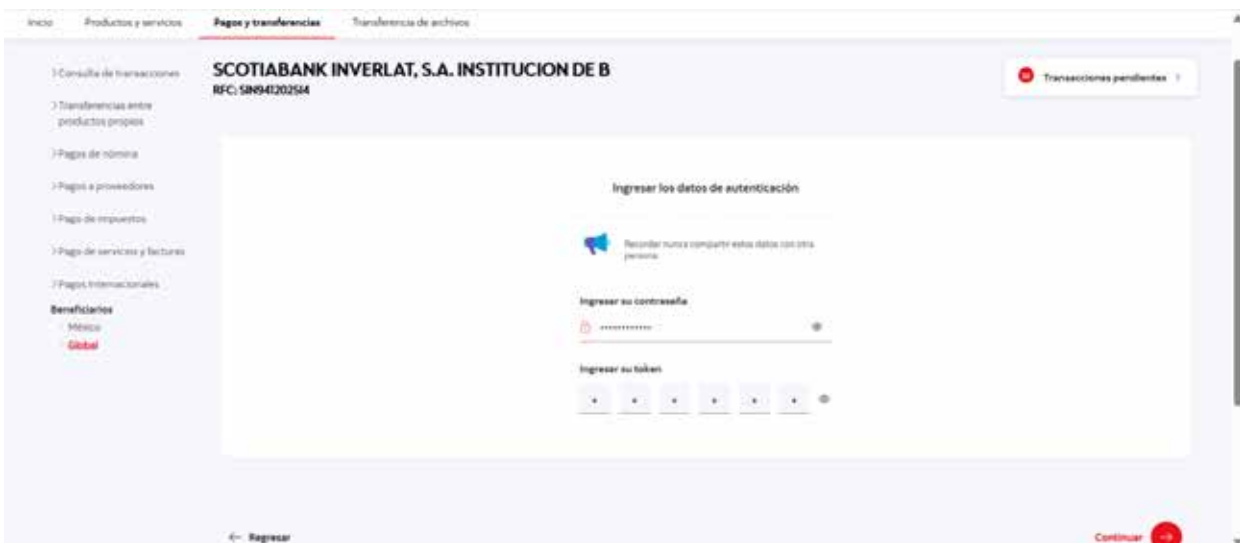 Inicio Productos y servicios Pagos y transferencias Transferencia de archivos
SCOTIABANK INVERLAT, S.A. INSTITUCION DE B
RFC: SIN9412025I4
Transacciones pendientes
Consulta de transacciones
Transferencias entre
productos propios
Pagos de nómina
Pagos a proveedores
Pago de impuestos
Pago de servicios y facturas
Pagos Internacionales
Beneficiarios
México
Global
Ingresar los datos de autenticación
Recordar nunca compartir estos datos con otra
persona.
Ingresar su contraseña
Ingresar su token
Regresar
Continuar